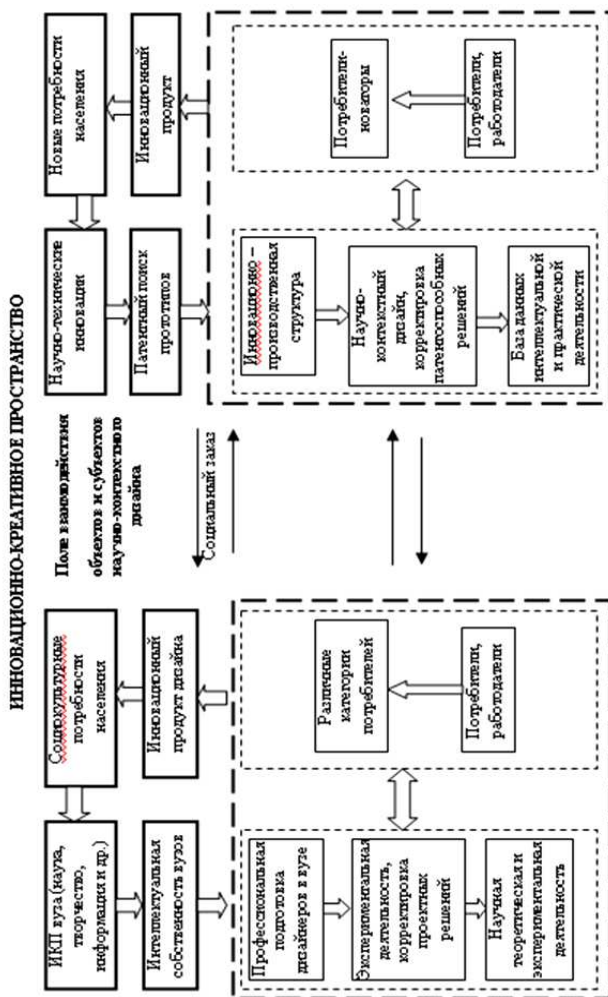 ИННОВАЦИОННО-КРЕАТИВНОЕ ПРОСТРАНСТВО
ИКП вуза (наука,
творчество,
информация и др.)
Социокультурные
потребности
населения
Интеллектуальная
собственность вузов
Инновационный
продукт дизайна
Профессиональная
подготовка
дизайнеров в вузе
Экспериментальная
деятельность,
корректировка
проектных
решений
Научная
теоретическая и
экспериментальная
деятельность
Различные
категории
потребителей
Потребители,
работодатели
Поле взаимодействия
объектов и субъектов
научно-контекстного
дизайна
Социальный заказ
Научно-технические
инновации
Новые потребности
населения
Патентный поиск
прототипов
Инновационный
продукт
Инновационно –
производственная
структура
Научно-
контекстный
дизайн,
корректировка
патентоспособных
решений
База данных
интеллектуальной
и практической
деятельности
Потребители-
новаторы
Потребители,
работодатели